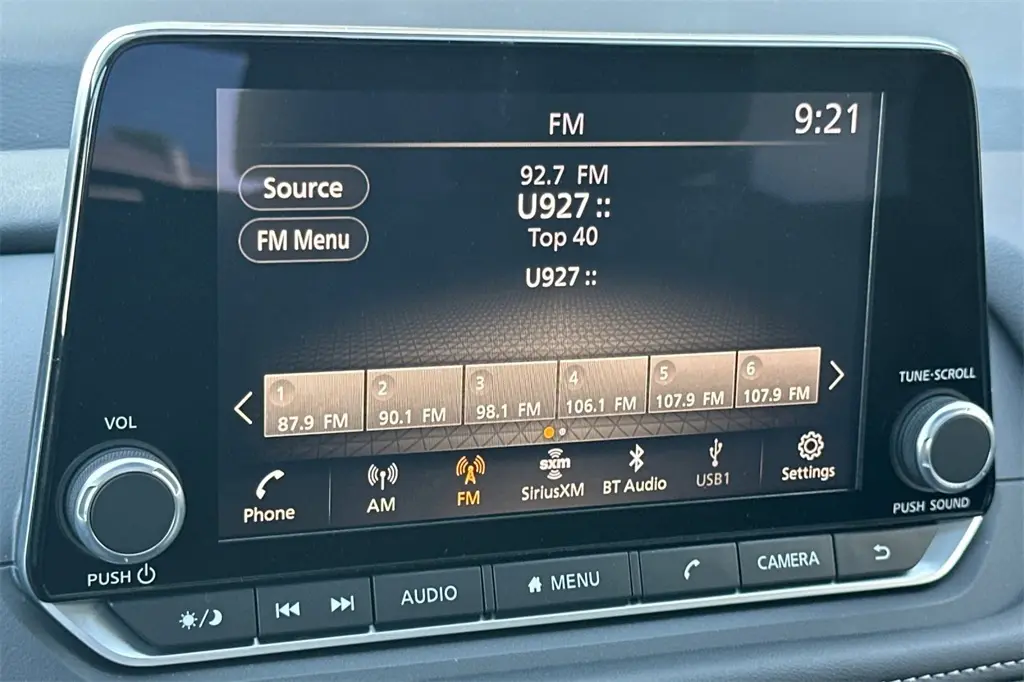 FM
9:21
Source
FM Menu
92.7 FM
U927 ::
Top 40
U927 ::
1 87.9 FM
2 90.1 FM
3 98.1 FM
4 106.1 FM
5 107.9 FM
6 107.9 FM
Phone
AM
FM
sxm
SiriusXM
BT Audio
USB1
Settings
VOL
PUSH
TUNE·SCROLL
PUSH SOUND
AUDIO
MENU
CAMERA